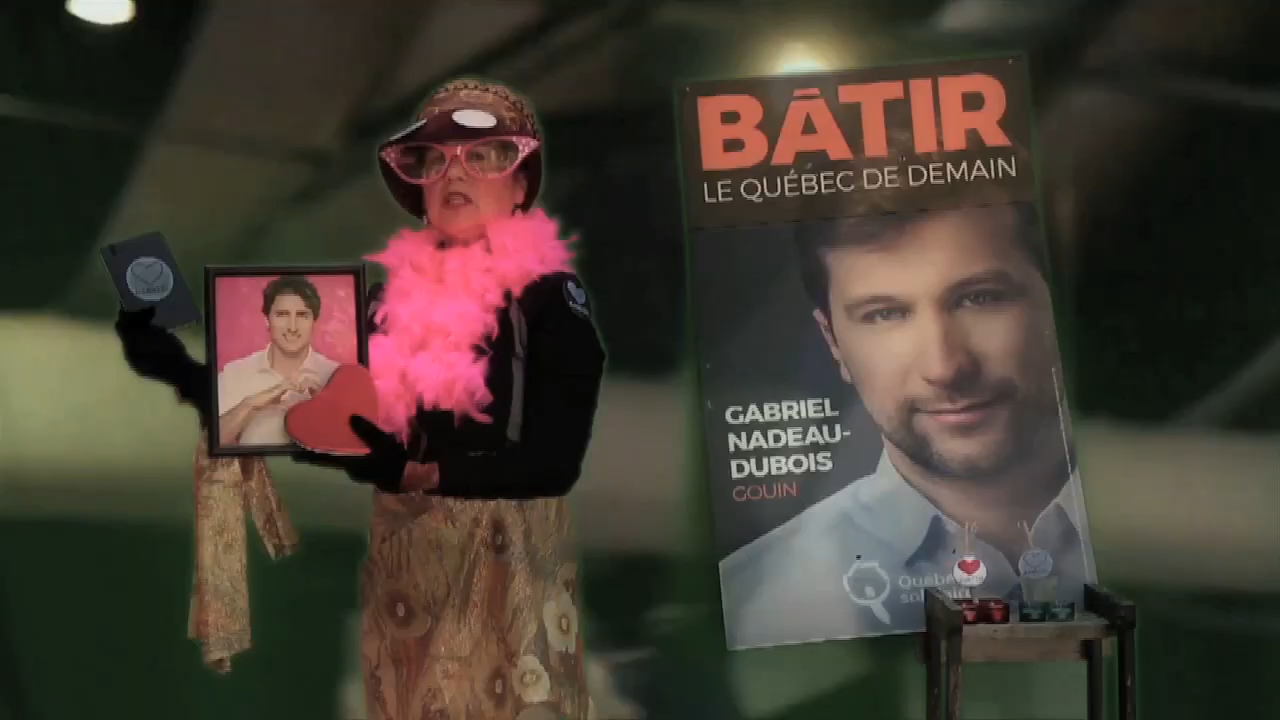 BÂTIR
LE QUÉBEC DE DEMAIN
GABRIEL
NADEAU-
DUBOIS
GOUIN